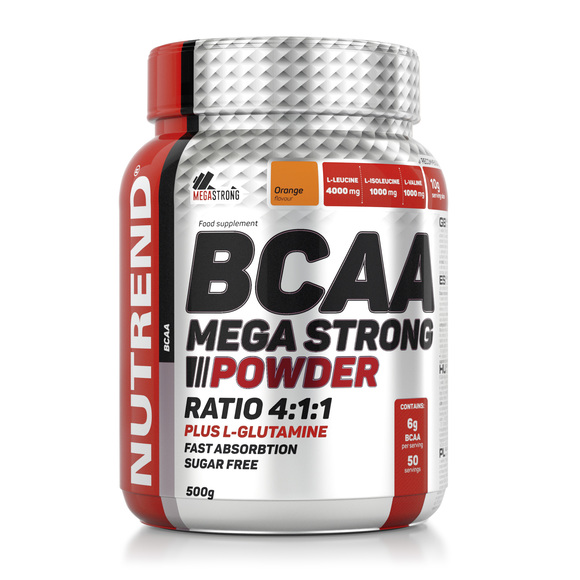 NUTREND®
BCAA
MEGASTRONG
Orange
flavour
L-LEUCINE
4000 mg
L-ISOLEUCINE
1000 mg
L-VALINE
1000 mg
10g
Food supplement
BCAA
MEGA STRONG
POWDER
RATIO 4:1:1
PLUS L-GLUTAMINE
FAST ABSORBTION
SUGAR FREE
500g
CONTAINS:
6g
BCAA
per serving
50
servings